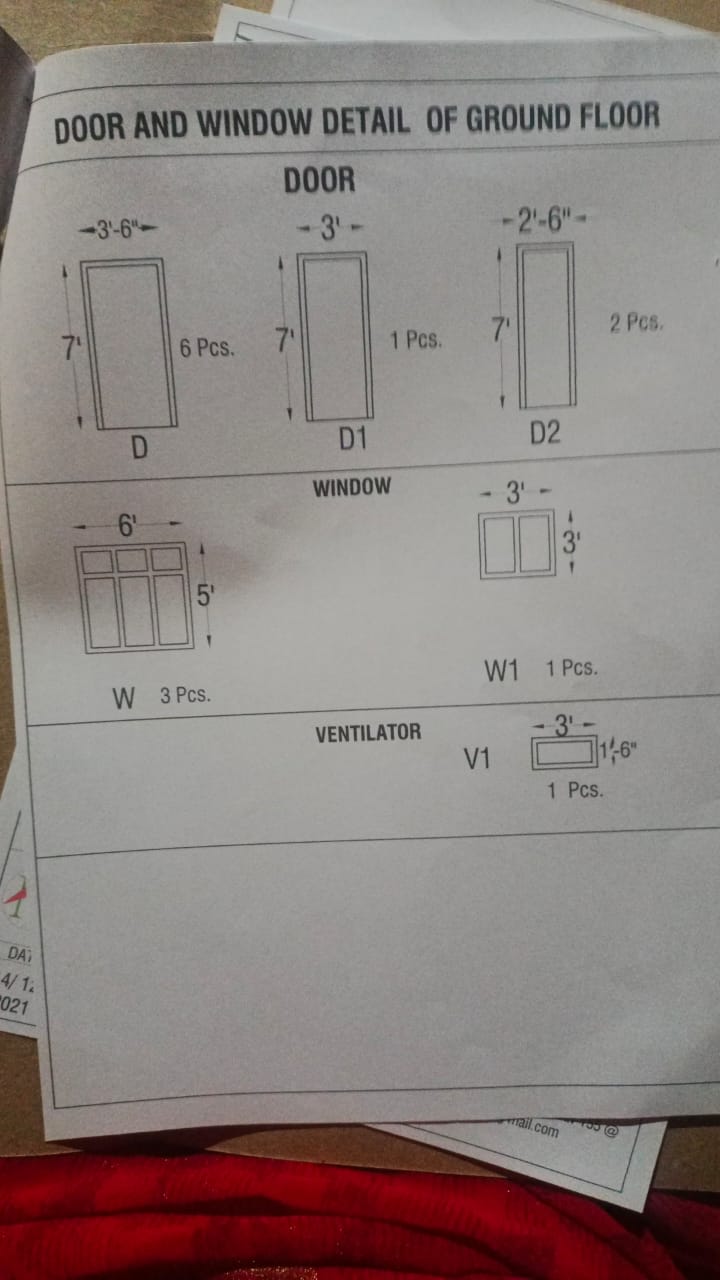 DOOR AND WINDOW DETAIL OF GROUND FLOOR
DOOR
3'-6" 3' 2'-6"
7' 6 Pcs. 7' 1 Pcs. 7' 2 Pcs.
D D1 D2
WINDOW
6' 3'
5' 3'
W 3 Pcs. W1 1 Pcs.
VENTILATOR
3'
V1 1'-6"
1 Pcs.
4/ 1
021
mail.com